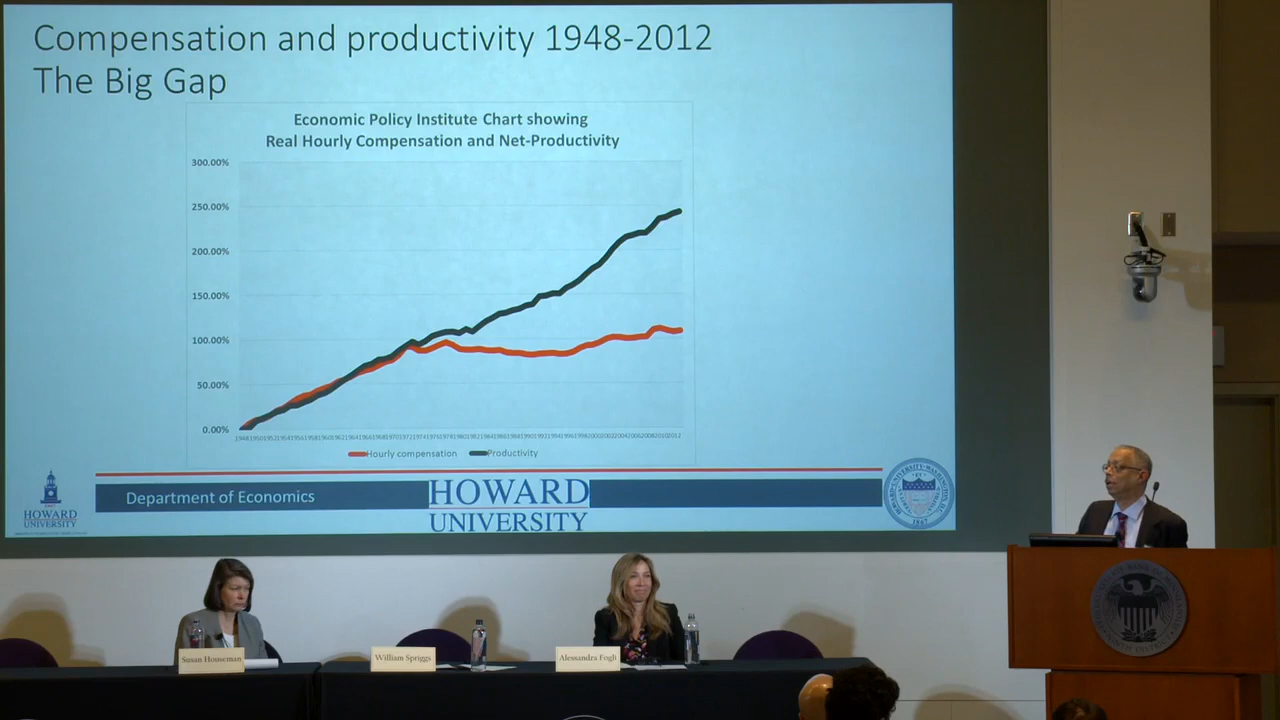 Compensation and productivity 1948-2012
The Big Gap
Economic Policy Institute Chart showing
Real Hourly Compensation and Net-Productivity
300.00%
250.00%
200.00%
150.00%
100.00%
50.00%
0.00%
Hourly compensation
Productivity
Department of Economics
HOWARD
UNIVERSITY
HOWARD
UNIVERSITY
1867
Susan Houseman
William Spriggs
Alessandra Fogli